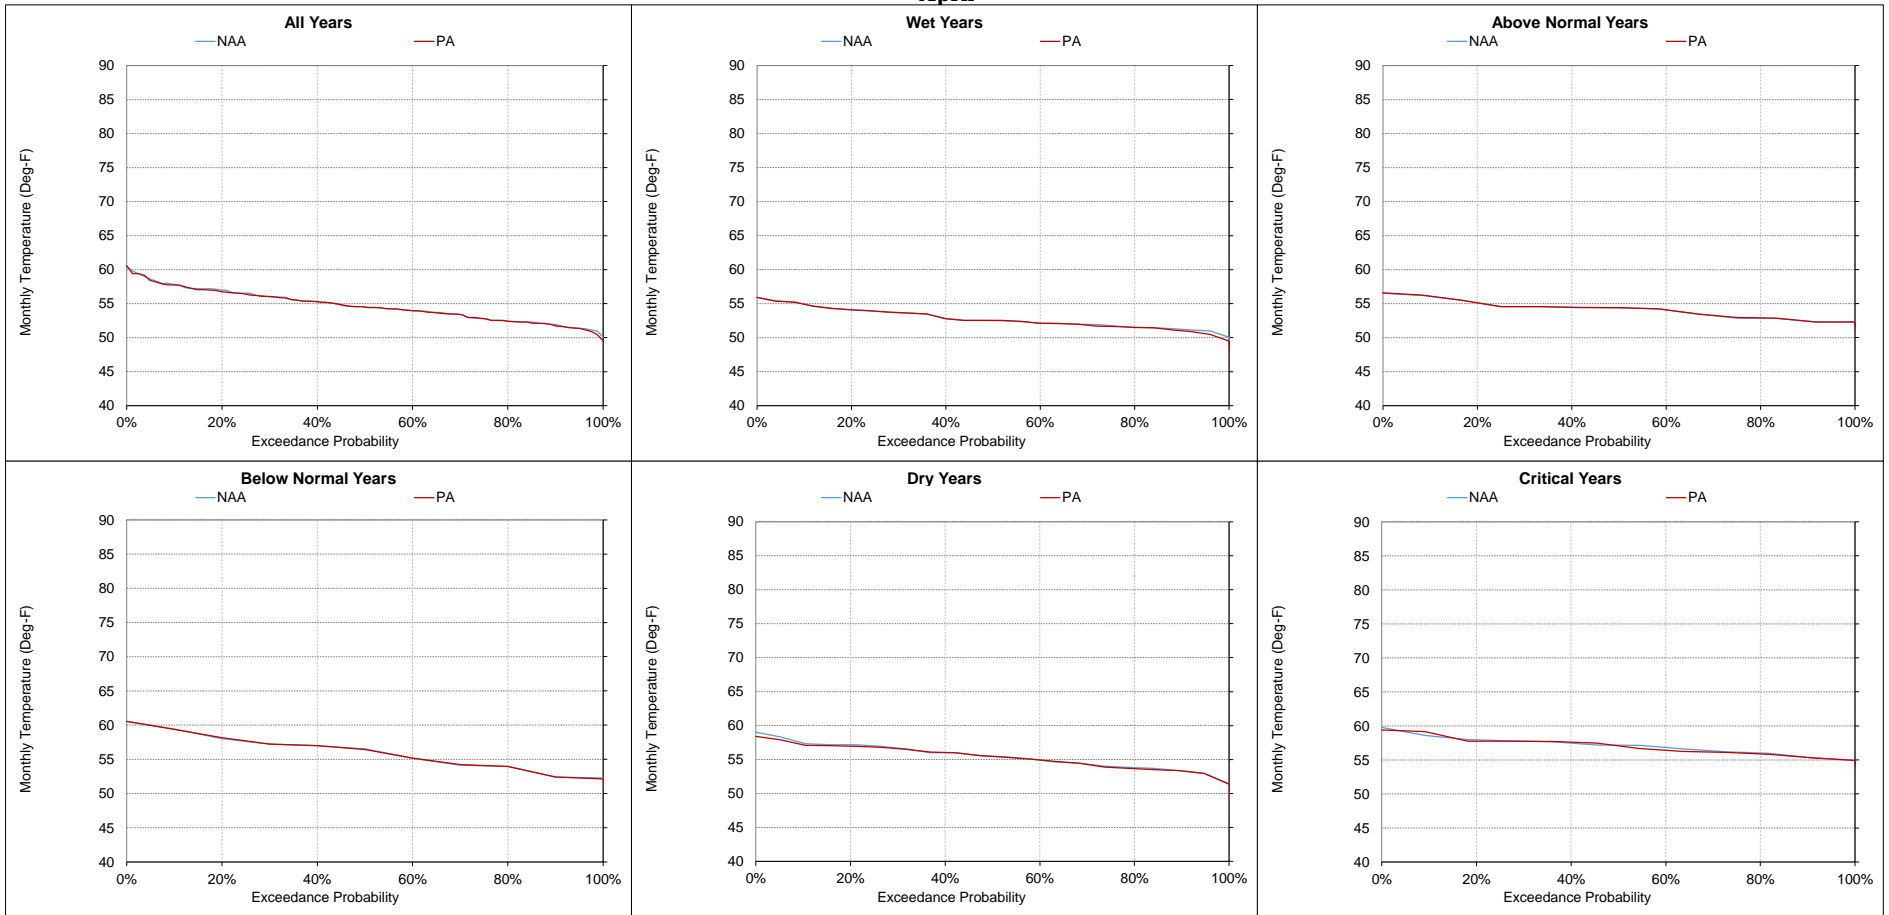 All Years
NAA PA
90
85
80
75
70
65
60
55
50
45
40
Monthly Temperature (Deg-F)
0% 20% 40% 60% 80% 100%
Exceedance Probability
Wet Years
NAA PA
90
85
80
75
70
65
60
55
50
45
40
Monthly Temperature (Deg-F)
0% 20% 40% 60% 80% 100%
Exceedance Probability
Above Normal Years
NAA PA
90
85
80
75
70
65
60
55
50
45
40
Monthly Temperature (Deg-F)
0% 20% 40% 60% 80% 100%
Exceedance Probability
Below Normal Years
NAA PA
90
85
80
75
70
65
60
55
50
45
40
Monthly Temperature (Deg-F)
0% 20% 40% 60% 80% 100%
Exceedance Probability
Dry Years
NAA PA
90
85
80
75
70
65
60
55
50
45
40
Monthly Temperature (Deg-F)
0% 20% 40% 60% 80% 100%
Exceedance Probability
Critical Years
NAA PA
90
85
80
75
70
65
60
55
50
45
40
Monthly Temperature (Deg-F)
0% 20% 40% 60% 80% 100%
Exceedance Probability